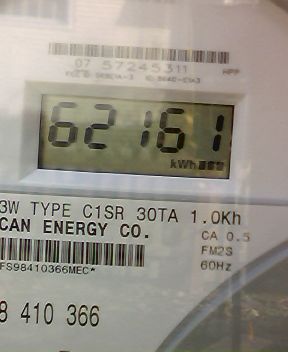 07 57245311
HPP
62161
kWh
3W TYPE C1SR 30TA 1.0Kh
CAN ENERGY CO.
CA 0.5
FM2S
60Hz
FS98410366MEC*
8 410 366